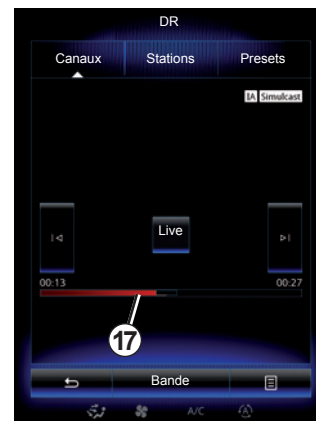 DR
Canaux Stations Presets
IA Simulcast
Live
00:13 00:27
17
Bande
A/C
A